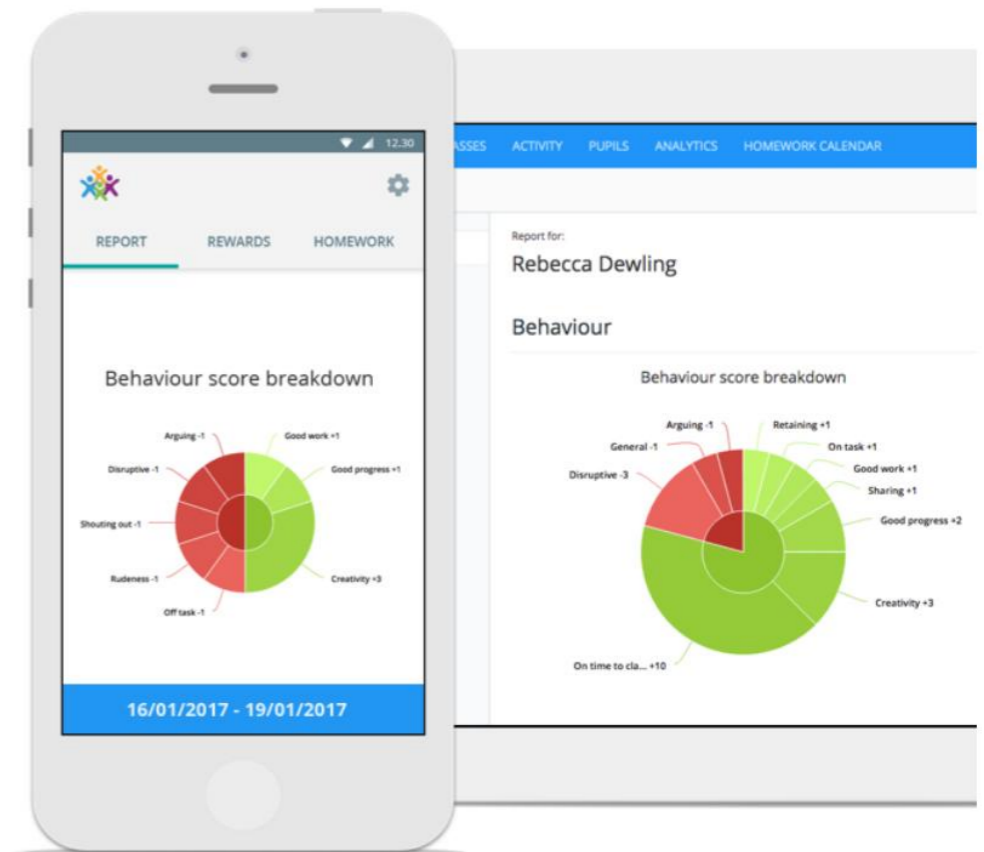 12.30
REPORT REWARDS HOMEWORK
Behaviour score breakdown
Arguing -1
Good work +1
Disruptive -1
Good progress +1
Shouting out -1
Rudeness -1
Creativity +3
Off task -1
16/01/2017 - 19/01/2017
ASSES ACTIVITY PUPILS ANALYTICS HOMEWORK CALENDAR
Report for:
Rebecca Dewling
Behaviour
Behaviour score breakdown
Arguing -1
Retaining +1
General -1
On task +1
Good work +1
Disruptive -3
Sharing +1
Good progress +2
Creativity +3
On time to cla... +10